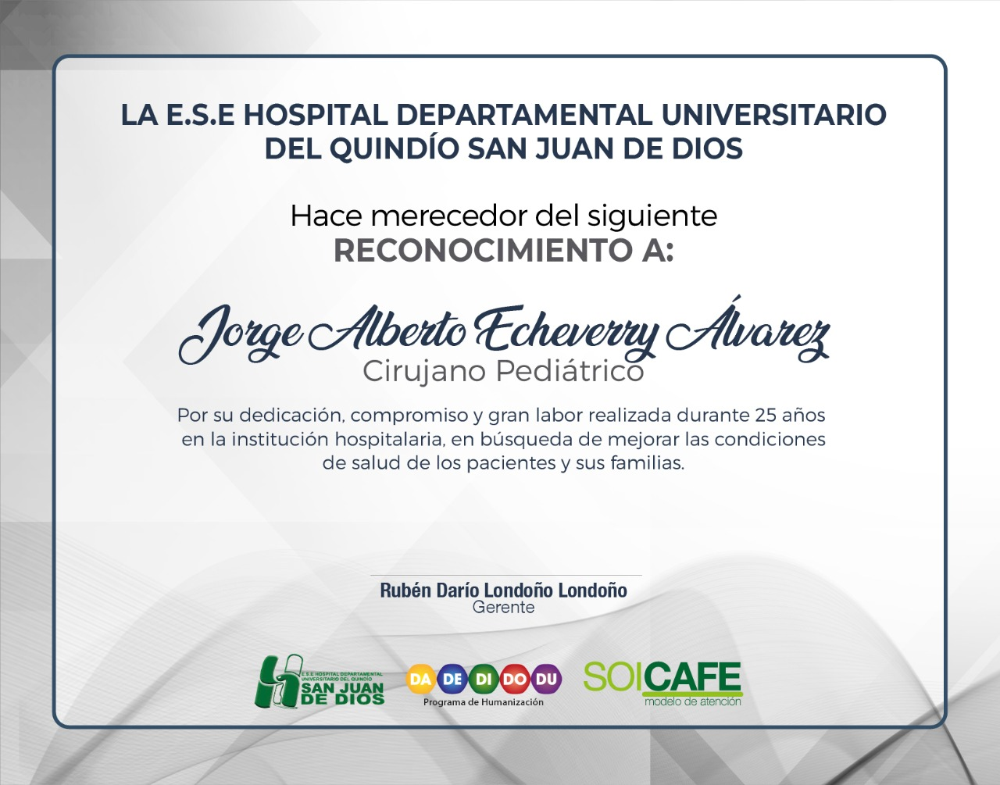 LA E.S.E HOSPITAL DEPARTAMENTAL UNIVERSITARIO
DEL QUINDÍO SAN JUAN DE DIOS
Hace merecedor del siguiente
RECONOCIMIENTO A:
Jorge Alberto Echeverry Álvarez
Cirujano Pediátrico
Por su dedicación, compromiso y gran labor realizada durante 25 años
en la institución hospitalaria, en búsqueda de mejorar las condiciones
de salud de los pacientes y sus familias.
Rubén Darío Londoño Londoño
Gerente
E.S.E HOSPITAL DEPARTAMENTAL
UNIVERSITARIO DEL QUINDÍO
SAN JUAN
DE DIOS
DA DE DI DO DU
Programa de Humanización
SOICAFE
modelo de atención